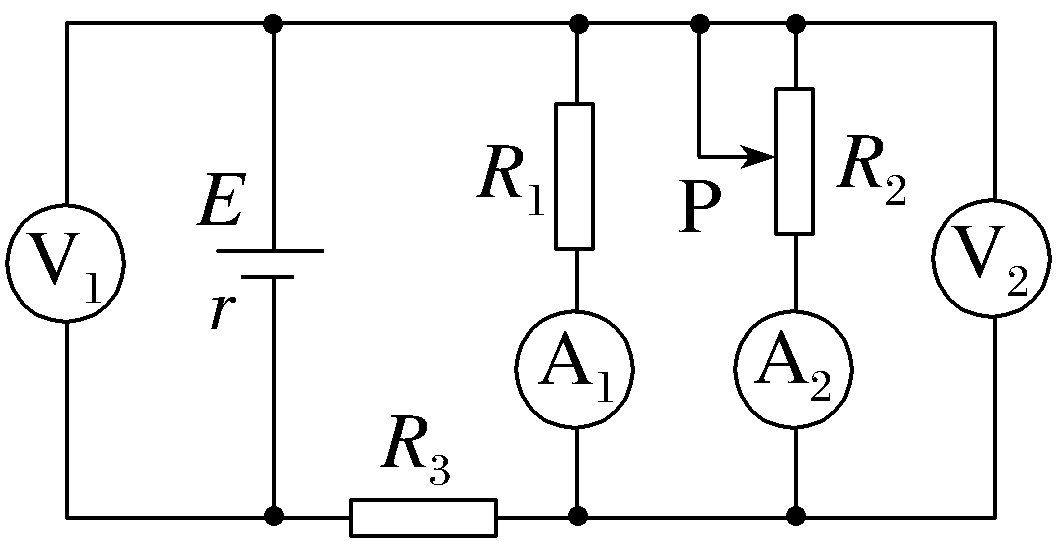 E
r
V₁
R₁
A₁
P
R₂
A₂
V₂
R₃